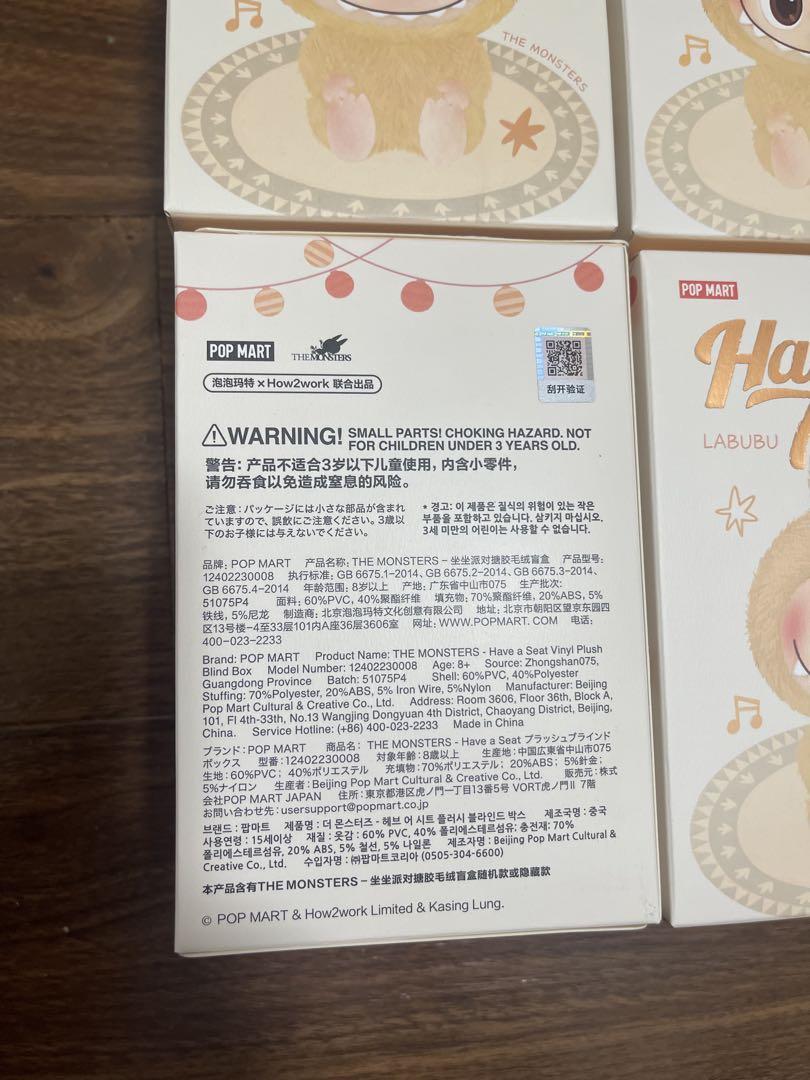 THE MONSTERS
POP MART
THE MONSTERS
泡泡玛特 × How2work 联合出品
刮开验证
WARNING! SMALL PARTS! CHOKING HAZARD. NOT
FOR CHILDREN UNDER 3 YEARS OLD.
警告: 产品不适合3岁以下儿童使用，内含小零件，
请勿吞食以免造成窒息的风险。
ご注意：パッケージには小さな部品が含まれ
ていますので、誤飲にご注意ください。3歳以
下のお子様には与えないでください。
* 경고: 이 제품은 질식의 위험이 있는 작은
부품을 포함하고 있습니다. 삼키지 마십시오.
3세 미만의 어린이는 사용할 수 없습니다.
品牌: POP MART 产品名称: THE MONSTERS – 坐坐派对搪胶毛绒盲盒 产品型号:
12402230008 执行标准: GB 6675.1–2014、GB 6675.2–2014、GB 6675.3–2014、
GB 6675.4–2014 年龄范围: 8岁以上 产地: 广东省中山市075 生产批次:
51075P4 面料: 60%PVC, 40%聚酯纤维 填充物: 70%聚酯纤维, 20%ABS, 5%
铁线, 5%尼龙 制造商: 北京泡泡玛特文化创意有限公司 地址: 北京市朝阳区望京东园四
区13号楼-4至33层101内A座36层3606室 网址: WWW.POPMART. COM 电话:
400-023-2233
Brand: POP MART Product Name: THE MONSTERS - Have a Seat Vinyl Plush
Blind Box Model Number: 12402230008 Age: 8+ Source: Zhongshan075,
Guangdong Province Batch: 51075P4 Shell: 60%PVC, 40%Polyester
Stuffing: 70%Polyester, 20%ABS, 5% Iron Wire, 5%Nylon Manufacturer: Beijing
Pop Mart Cultural & Creative Co., Ltd. Address: Room 3606, Floor 36th, Block A,
101, Fl 4th-33th, No.13 Wangjing Dongyuan 4th District, Chaoyang District, Beijing,
China. Service Hotline: (+86) 400-023-2233 Made in China
ブランド：POP MART 商品名: THE MONSTERS – Have a Seat プラッシュブラインド
ボックス 型番: 12402230008 対象年齢: 8歳以上 生産地: 中国広東省中山市075
生地: 60%PVC； 40%ポリエステル 充填物: 70%ポリエステル；20%ABS；5%針金；
5%ナイロン 生産者: Beijing Pop Mart Cultural & Creative Co., Ltd. 販売元: 株式
会社POP MART JAPAN 住所: 東京都港区虎ノ門一丁目13番5号 VORT虎ノ門II 7階
お問い合わせ先: usersupport@popmart.co.jp
브랜드 : 팝마트 제품명 : 더 몬스터즈 - 헤브 어 시트 플러시 블라인드 박스 제조국명 : 중국
사용연령 : 15세이상 재질 : 옷감 : 60% PVC, 40% 폴리에스테르섬유; 충전재: 70%
폴리에스테르섬유, 20% ABS, 5% 철선, 5% 나일론 제조자명 : Beijing Pop Mart Cultural &
Creative Co., Ltd. 수입자명 : ㈜팝마트코리아 (0505-304-6600)
本产品含有THE MONSTERS – 坐坐派对搪胶毛绒盲盒随机款或隐藏款
© POP MART & How2work Limited & Kasing Lung.
POP MART
Ha
LABUBU